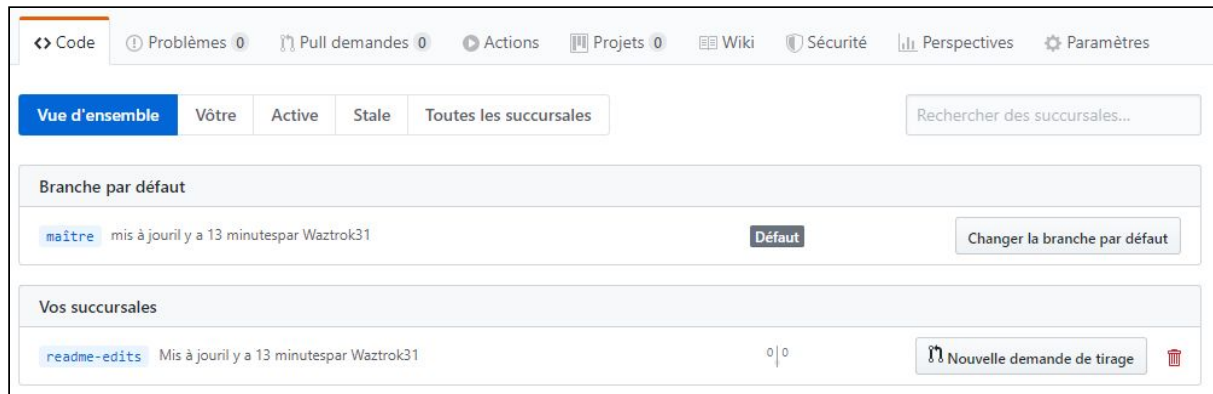 <> Code Problèmes 0 Pull demandes 0 Actions Projets 0 Wiki Sécurité Perspectives Paramètres
Vue d'ensemble Vôtre Active Stale Toutes les succursales Rechercher des succursales...
Branche par défaut
maître mis à jouril y a 13 minutespar Waztrok31 Défaut Changer la branche par défaut
Vos succursales
readme-edits Mis à jouril y a 13 minutespar Waztrok31 0 0 Nouvelle demande de tirage